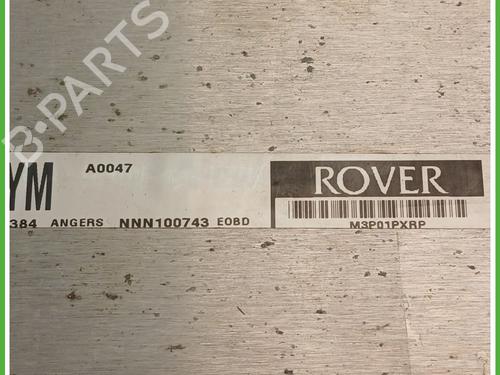 B-PARTS
YM
A0047
ROVER
384 ANGERS NNN100743 EOBD
M3P01PXRP